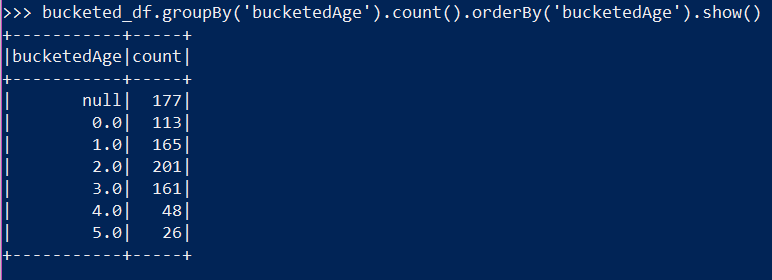 >>> bucketed_df.groupBy('bucketedAge').count().orderBy('bucketedAge').show()
+-----------+-----+
|bucketedAge|count|
+-----------+-----+
|       null|  177|
|        0.0|  113|
|        1.0|  165|
|        2.0|  201|
|        3.0|  161|
|        4.0|   48|
|        5.0|   26|
+-----------+-----+